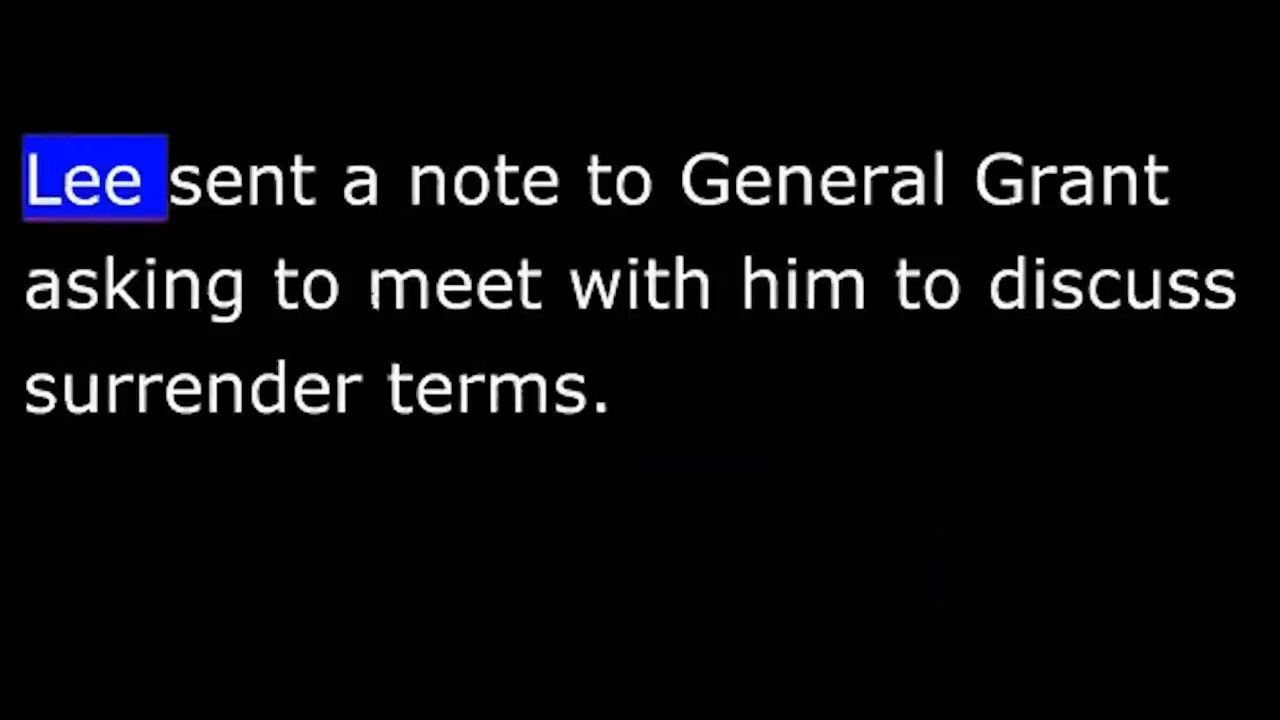 Lee sent a note to General Grant
asking to meet with him to discuss
surrender terms.